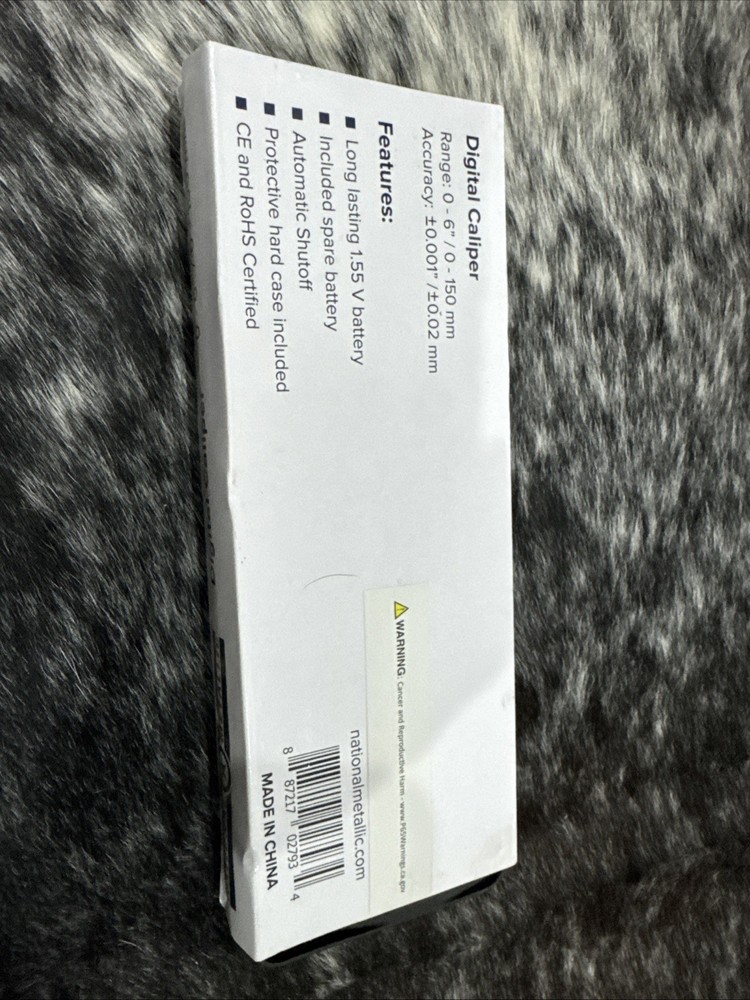 Digital Caliper
Range: 0 - 6" / 0 - 150 mm
Accuracy: ±0.001" / ±0.02 mm
Features:
■ Long lasting 1.55 V battery
■ Included spare battery
■ Automatic Shutoff
■ Protective hard case included
■ CE and RoHS Certified
⚠ WARNING: Cancer and Reproductive Harm - www.P65Warnings.ca.gov
nationalmetallic.com
8 87217 02793 4
MADE IN CHINA